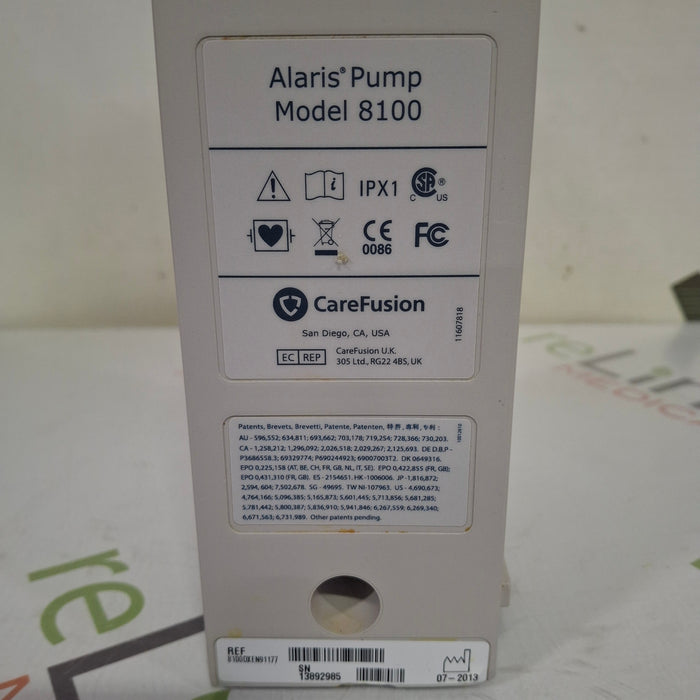 Alaris® Pump
Model 8100
IPX1
SA ®
C US
CE
0086
FC
CareFusion
San Diego, CA, USA
EC REP
CareFusion U.K.
305 Ltd., RG22 4BS, UK
11607818
Patents, Brevets, Brevetti, Patente, Patenten, 特許, 專利, 专利 :
AU - 596,552; 634,811; 693,662; 703,178; 719,254; 728,366; 730,203.
CA - 1,258,212; 1,296,092; 2,026,518; 2,029,267; 2,125,693. DE D.B.P -
P3686558.3; 69329774; P690244923; 69007003T2. DK 0649316.
EPO 0,225,158 (AT, BE, CH, FR, GB, NL, IT, SE). EPO 0,422,855 (FR, GB);
EPO 0,431,310 (FR, GB). ES - 2154651. HK -1006006. JP -1,816,872;
2,594,604; 7,502,678. SG - 49695. TW NI-107963. US - 4,690,673;
4,764,166; 5,096,385; 5,165,873; 5,601,445; 5,713,856; 5,681,285;
5,781,442; 5,800,387; 5,836,910; 5,941,846; 6,267,559; 6,269,340;
6,671,563; 6,731,989. Other patents pending.
REF
8100DXEN91177
SN
13892985
07-2013
reLink
MEDICAL
reL